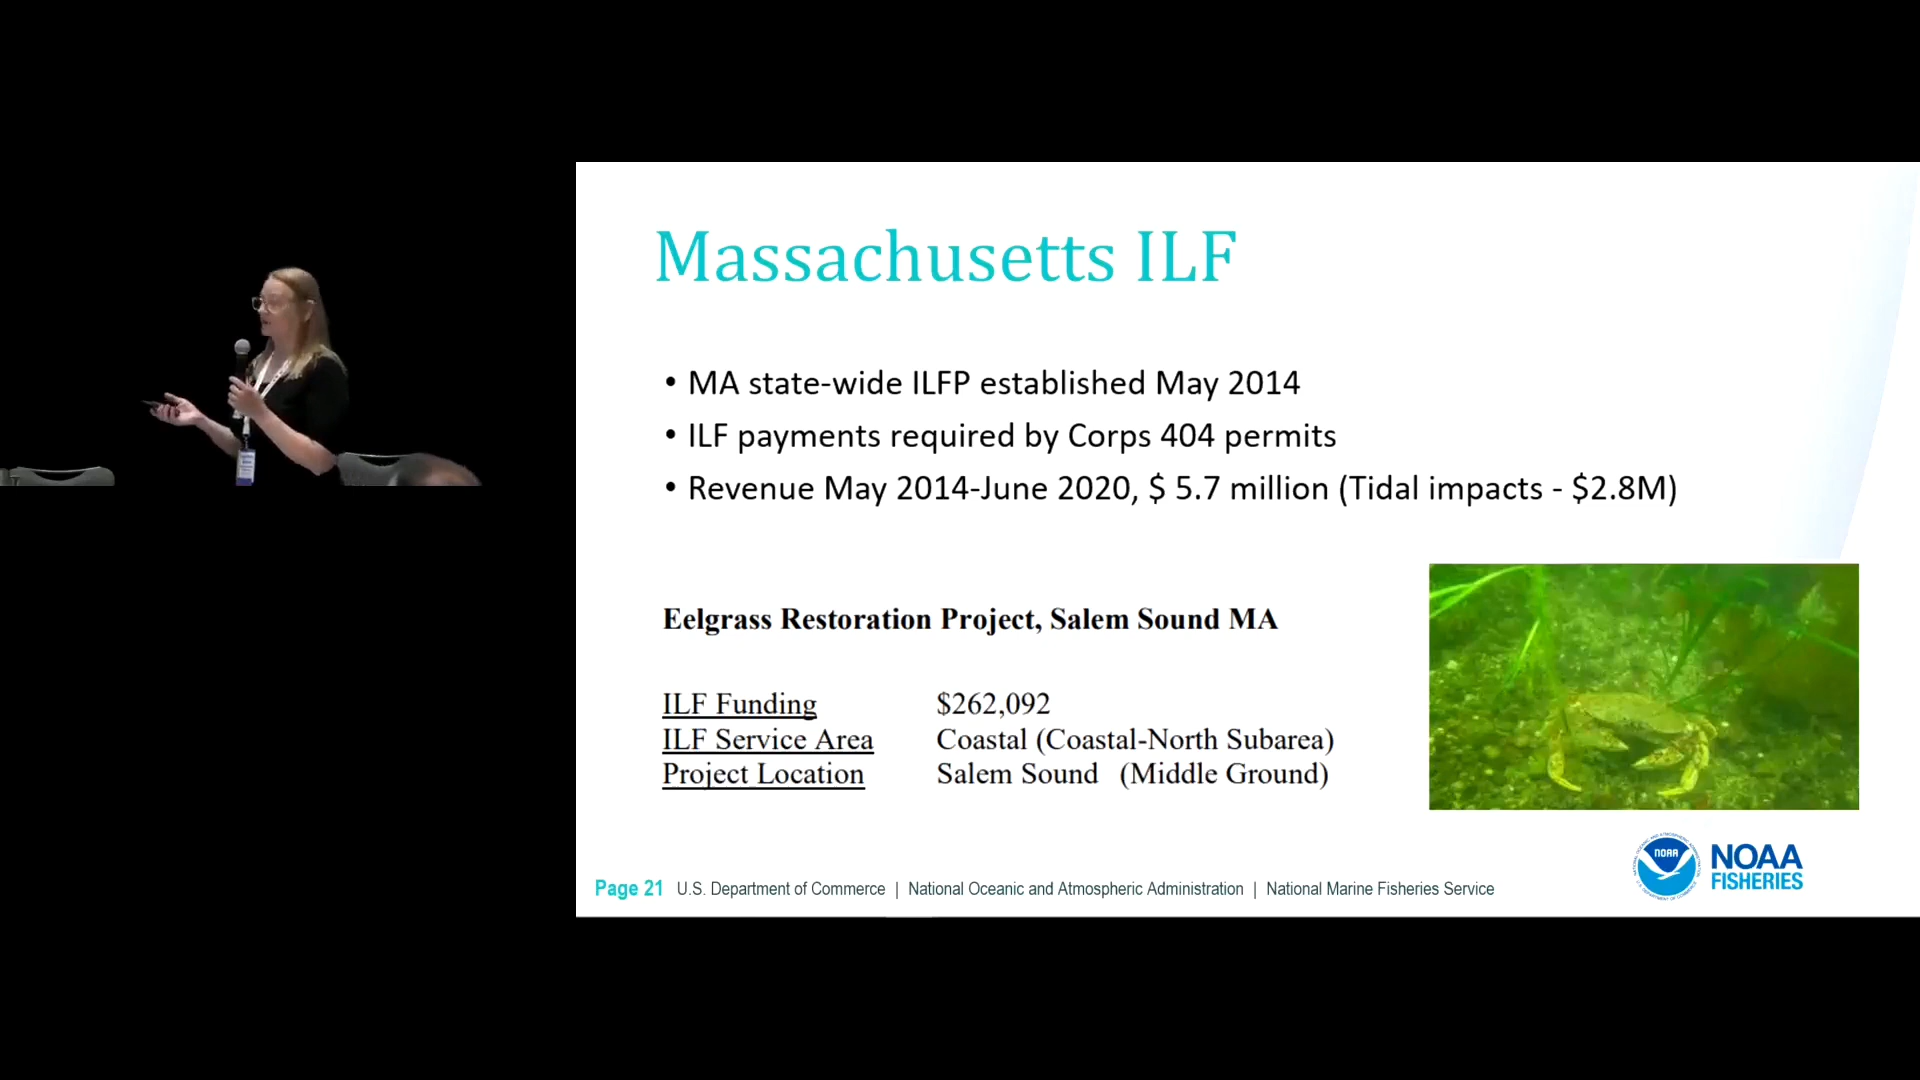 Massachusetts ILF
• MA state-wide ILFP established May 2014
• ILF payments required by Corps 404 permits
• Revenue May 2014-June 2020, $ 5.7 million (Tidal impacts - $2.8M)
Eelgrass Restoration Project, Salem Sound MA
ILF Funding $262,092
ILF Service Area Coastal (Coastal-North Subarea)
Project Location Salem Sound (Middle Ground)
NOAA
NOAA
FISHERIES
Page 21 U.S. Department of Commerce | National Oceanic and Atmospheric Administration | National Marine Fisheries Service